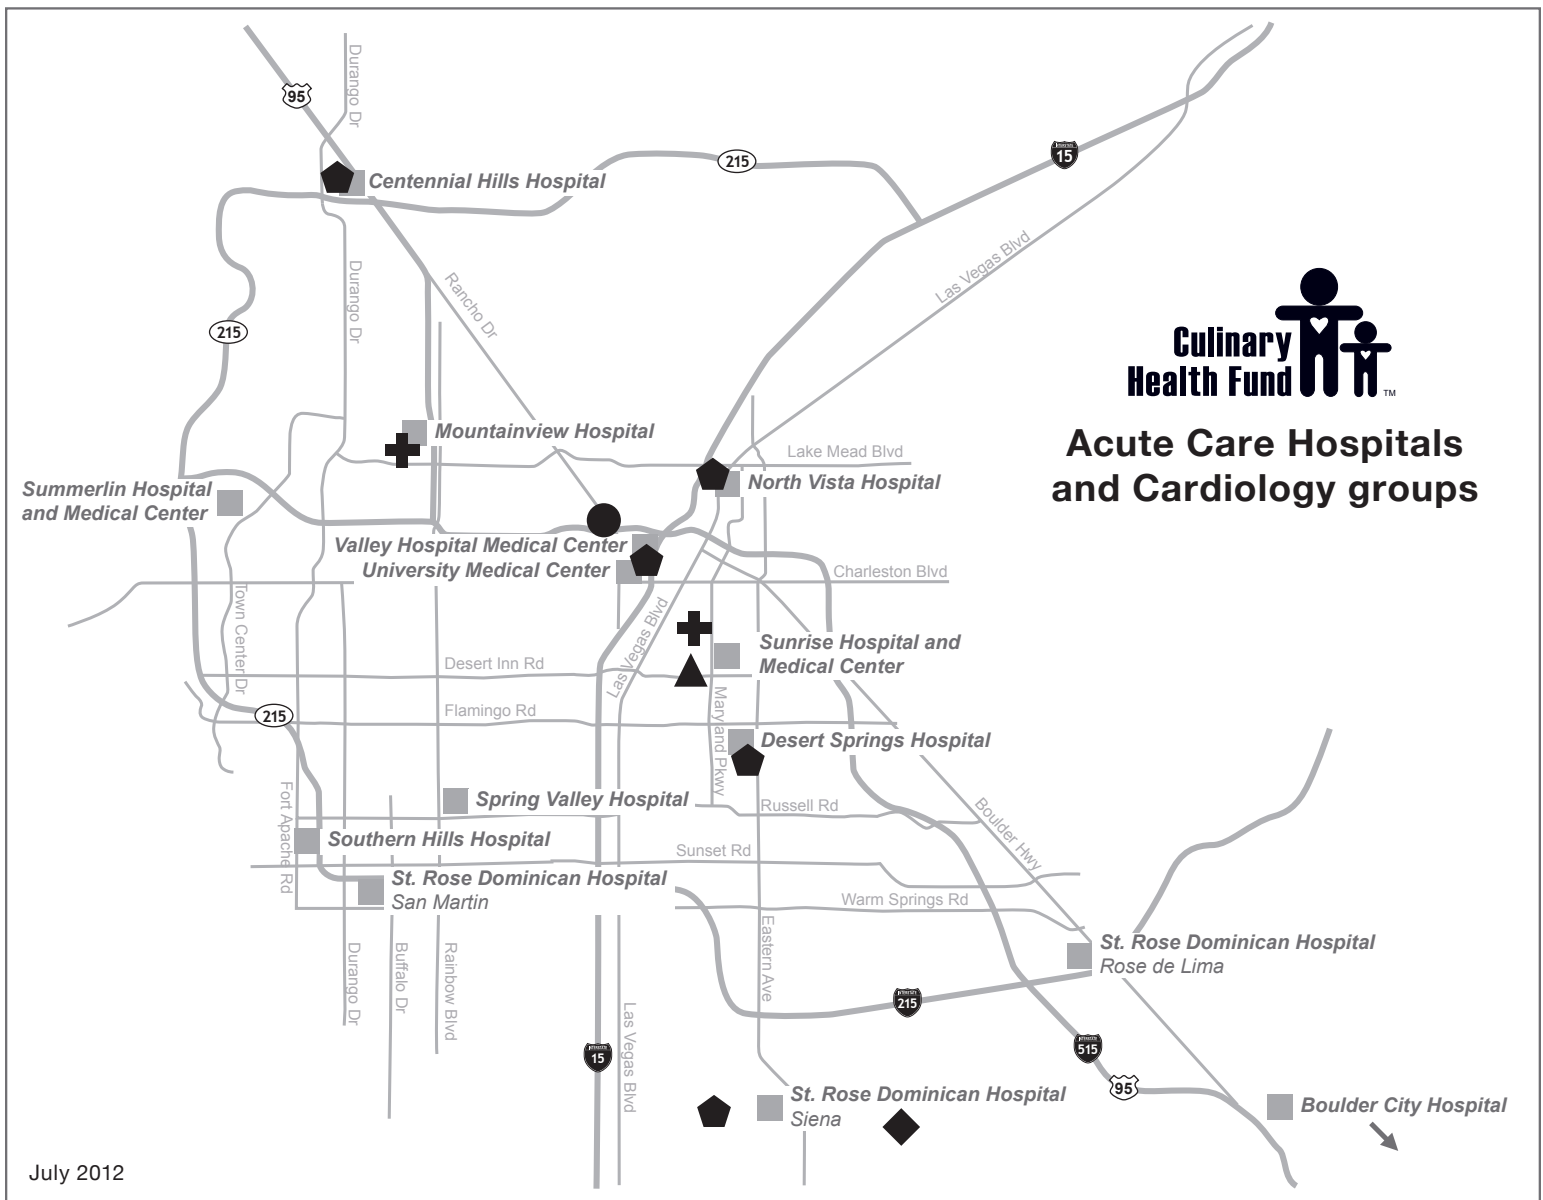 Durango Dr
95
215
INTERSTATE
15
Centennial Hills Hospital
Las Vegas Blvd
Durango Dr
Rancho Dr
215
Culinary
Health Fund
TM
Acute Care Hospitals
and Cardiology groups
Mountainview Hospital
Lake Mead Blvd
North Vista Hospital
Summerlin Hospital
and Medical Center
Valley Hospital Medical Center
University Medical Center
Charleston Blvd
Town Center Dr
Las Vegas Blvd
Sunrise Hospital and
Medical Center
Desert Inn Rd
Maryland Pkwy
215
Flamingo Rd
Desert Springs Hospital
Fort Apache Rd
Spring Valley Hospital
Russell Rd
Boulder Hwy
Southern Hills Hospital
Sunset Rd
St. Rose Dominican Hospital
San Martin
Warm Springs Rd
Eastern Ave
St. Rose Dominican Hospital
Rose de Lima
Durango Dr
Buffalo Dr
Rainbow Blvd
INTERSTATE
215
Las Vegas Blvd
INTERSTATE
15
INTERSTATE
515
95
St. Rose Dominican Hospital
Siena
Boulder City Hospital
July 2012